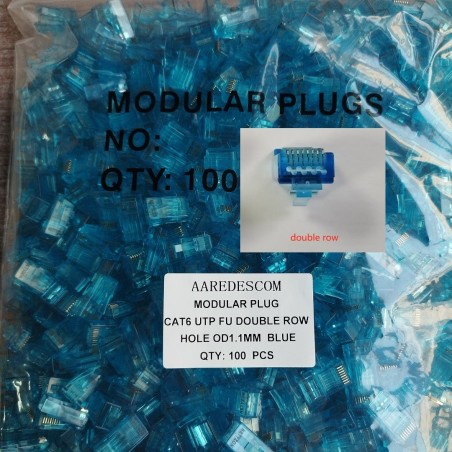 MODULAR PLUGS
NO:
QTY: 100
double row
AAREDESCOM
MODULAR PLUG
CAT6 UTP FU DOUBLE ROW
HOLE OD1.1MM BLUE
QTY: 100 PCS